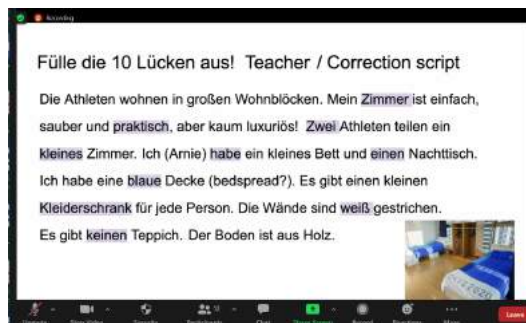 Recording
Fülle die 10 Lücken aus! Teacher / Correction script
Die Athleten wohnen in großen Wohnblöcken. Mein Zimmer ist einfach,
sauber und praktisch, aber kaum luxuriös! Zwei Athleten teilen ein
kleines Zimmer. Ich (Arnie) habe ein kleines Bett und einen Nachttisch.
Ich habe eine blaue Decke (bedspread?). Es gibt einen kleinen
Kleiderschrank für jede Person. Die Wände sind weiß gestrichen.
Es gibt keinen Teppich. Der Boden ist aus Holz.
Leave